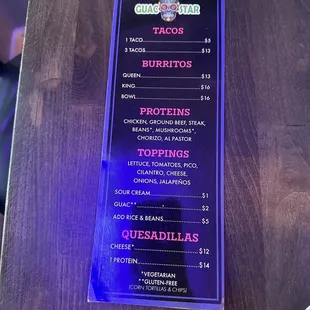 GUAC STAR
TACOS
1 TACO $5
3 TACOS $13
BURRITOS
QUEEN $13
KING $16
BOWL $16
PROTEINS
CHICKEN, GROUND BEEF, STEAK,
BEANS*, MUSHROOMS*,
CHORIZO, AL PASTOR
TOPPINGS
LETTUCE, TOMATOES, PICO,
CILANTRO, CHEESE,
ONIONS, JALAPEÑOS
SOUR CREAM $1
GUAC** $2
ADD RICE & BEANS $5
QUESADILLAS
CHEESE* $12
1 PROTEIN $14
*VEGETARIAN
**GLUTEN-FREE
(CORN TORTILLAS & CHIPS)